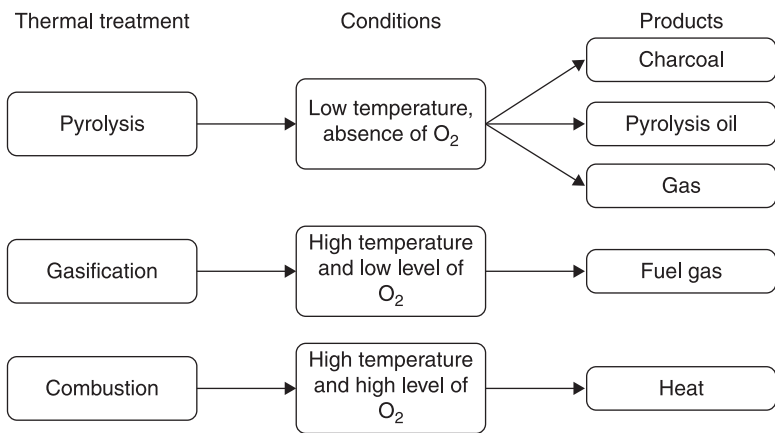 Thermal treatment
Conditions
Products
Pyrolysis
Low temperature,
absence of O₂
Charcoal
Pyrolysis oil
Gas
Gasification
High temperature
and low level of
O₂
Fuel gas
Combustion
High temperature
and high level of
O₂
Heat